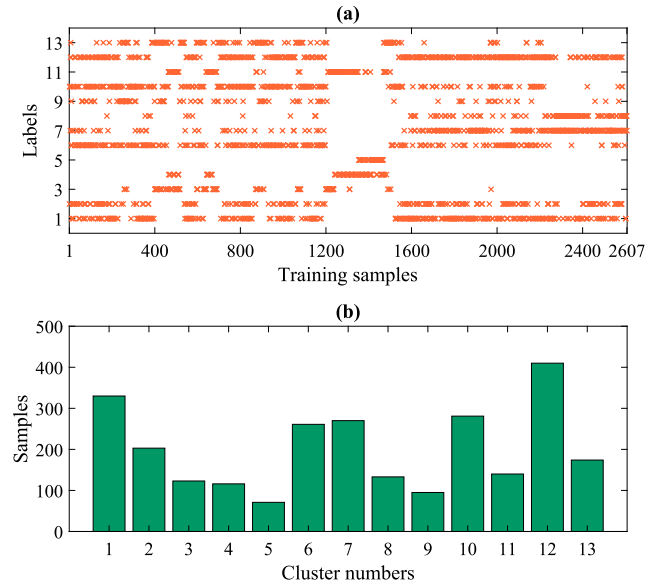 (a)
13
11
9
7
5
3
1
Labels
1 400 800 1200 1600 2000 2400 2607
Training samples
(b)
500
400
300
200
100
0
Samples
1 2 3 4 5 6 7 8 9 10 11 12 13
Cluster numbers